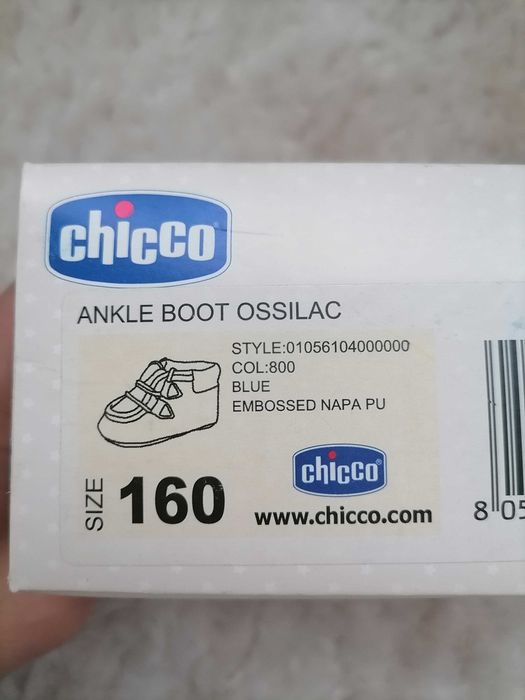 chicco
ANKLE BOOT OSSILAC
STYLE:01056104000000
COL:800
BLUE
EMBOSSED NAPA PU
chicco
SIZE 160
www.chicco.com
8 05